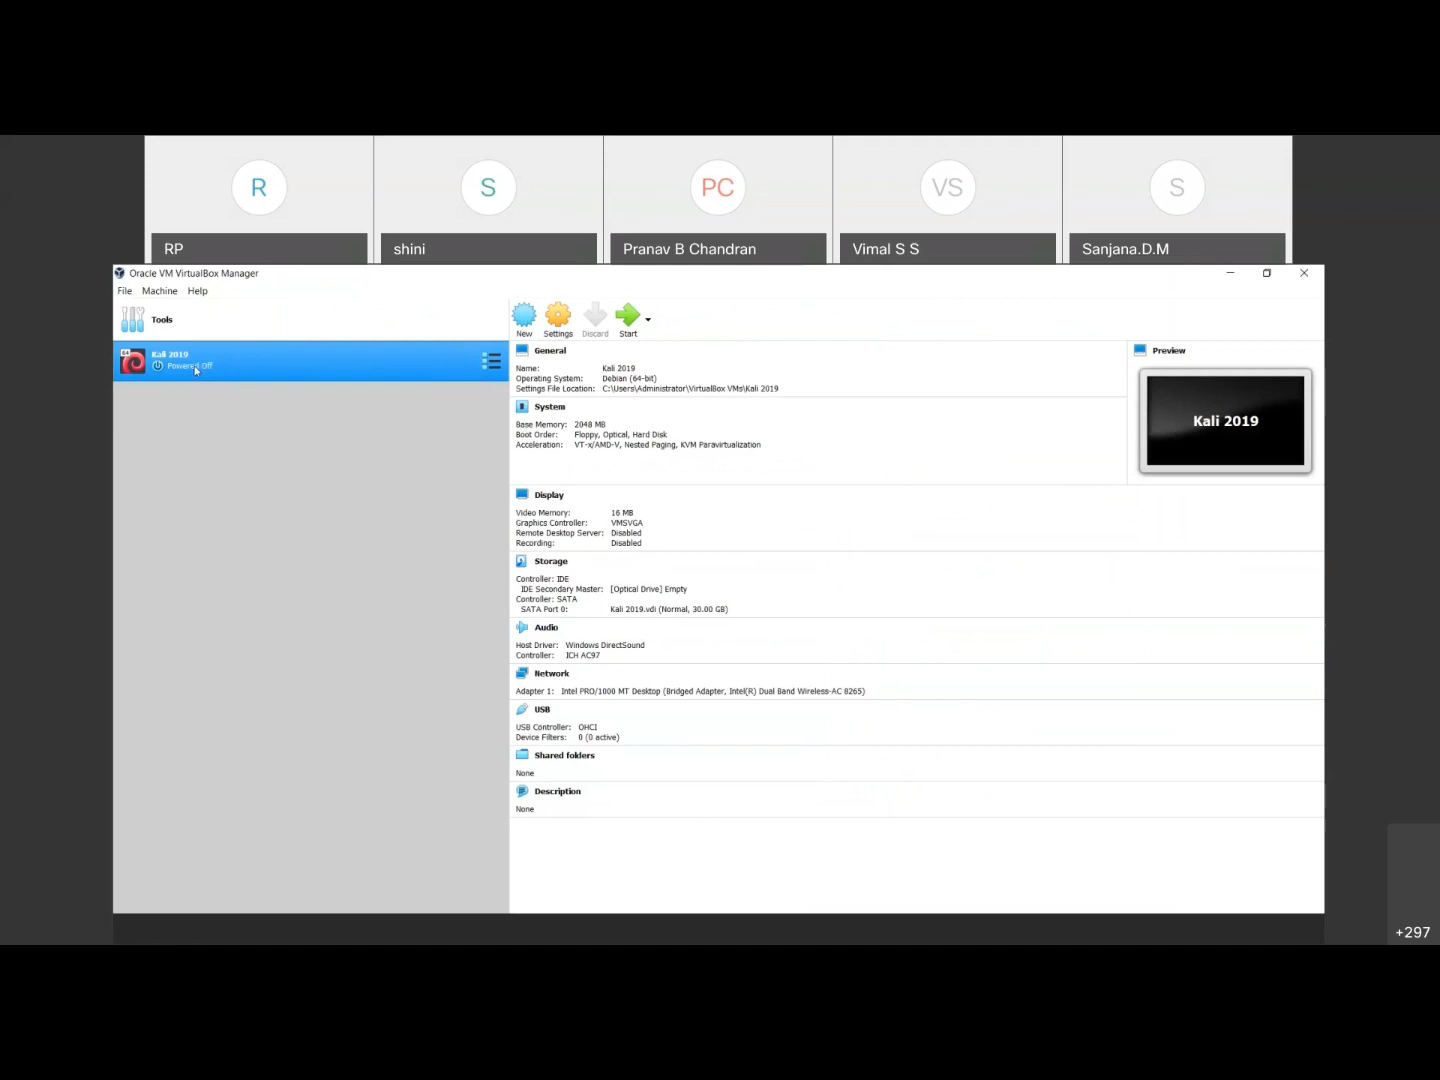 R
S
PC
VS
S
RP
shini
Pranav B Chandran
Vimal S S
Sanjana.D.M
Oracle VM VirtualBox Manager
File Machine Help
Tools
New
Settings
Discard
Start
64
Kali 2019
Powered Off
General
Name: Kali 2019
Operating System: Debian (64-bit)
Settings File Location: C:\Users\Administrator\VirtualBox VMs\Kali 2019
System
Base Memory: 2048 MB
Boot Order: Floppy, Optical, Hard Disk
Acceleration: VT-x/AMD-V, Nested Paging, KVM Paravirtualization
Preview
Kali 2019
Display
Video Memory: 16 MB
Graphics Controller: VMSVGA
Remote Desktop Server: Disabled
Recording: Disabled
Storage
Controller: IDE
IDE Secondary Master: [Optical Drive] Empty
Controller: SATA
SATA Port 0: Kali 2019.vdi (Normal, 30.00 GB)
Audio
Host Driver: Windows DirectSound
Controller: ICH AC97
Network
Adapter 1: Intel PRO/1000 MT Desktop (Bridged Adapter, Intel(R) Dual Band Wireless-AC 8265)
USB
USB Controller: OHCI
Device Filters: 0 (0 active)
Shared folders
None
Description
None
+297